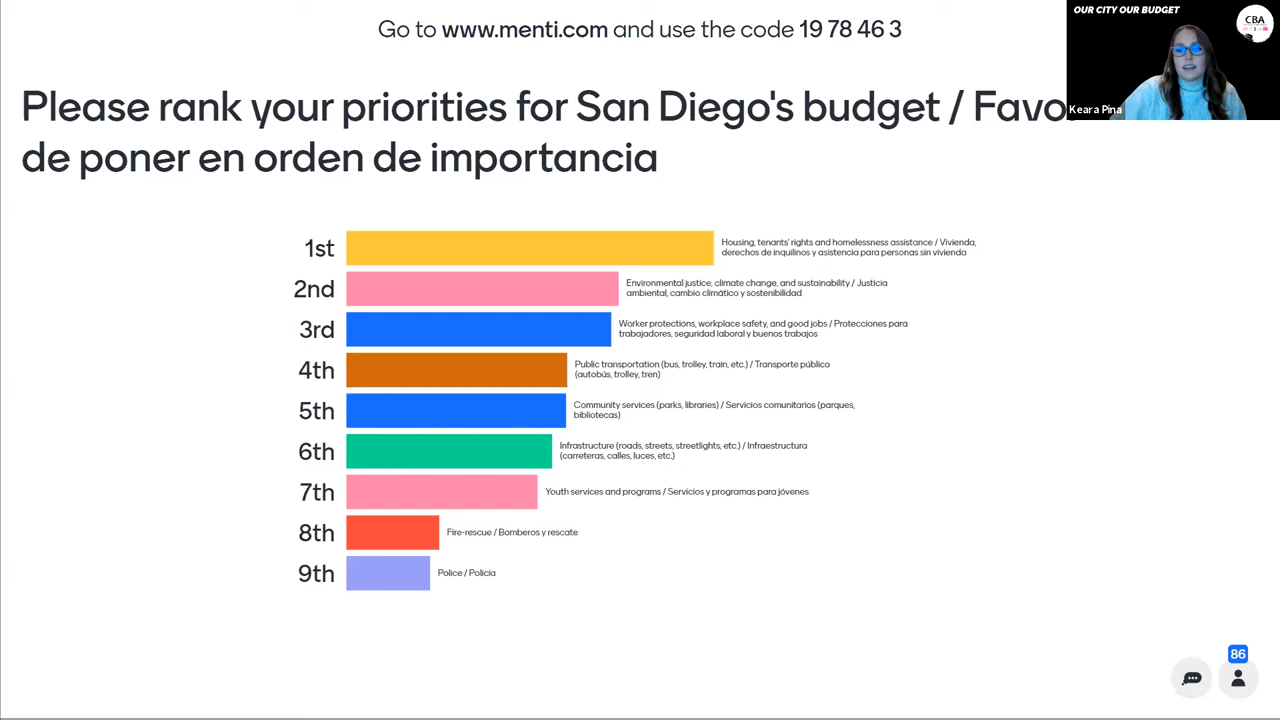 Go to www.menti.com and use the code 19 78 46 3
OUR CITY OUR BUDGET
CBA
Keara Pina
Please rank your priorities for San Diego's budget / Favo
de poner en orden de importancia
1st
Housing, tenants' rights and homelessness assistance / Vivienda,
derechos de inquilinos y asistencia para personas sin vivienda
2nd
Environmental justice, climate change, and sustainability / Justicia
ambiental, cambio climático y sostenibilidad
3rd
Worker protections, workplace safety, and good jobs / Protecciones para
trabajadores, seguridad laboral y buenos trabajos
4th
Public transportation (bus, trolley, train, etc.) / Transporte público
(autobús, trolley, tren)
5th
Community services (parks, libraries) / Servicios comunitarios (parques,
bibliotecas)
6th
Infrastructure (roads, streets, streetlights, etc.) / Infraestructura
(carreteras, calles, luces, etc.)
7th
Youth services and programs / Servicios y programas para jóvenes
8th
Fire-rescue / Bomberos y rescate
9th
Police / Policía
86